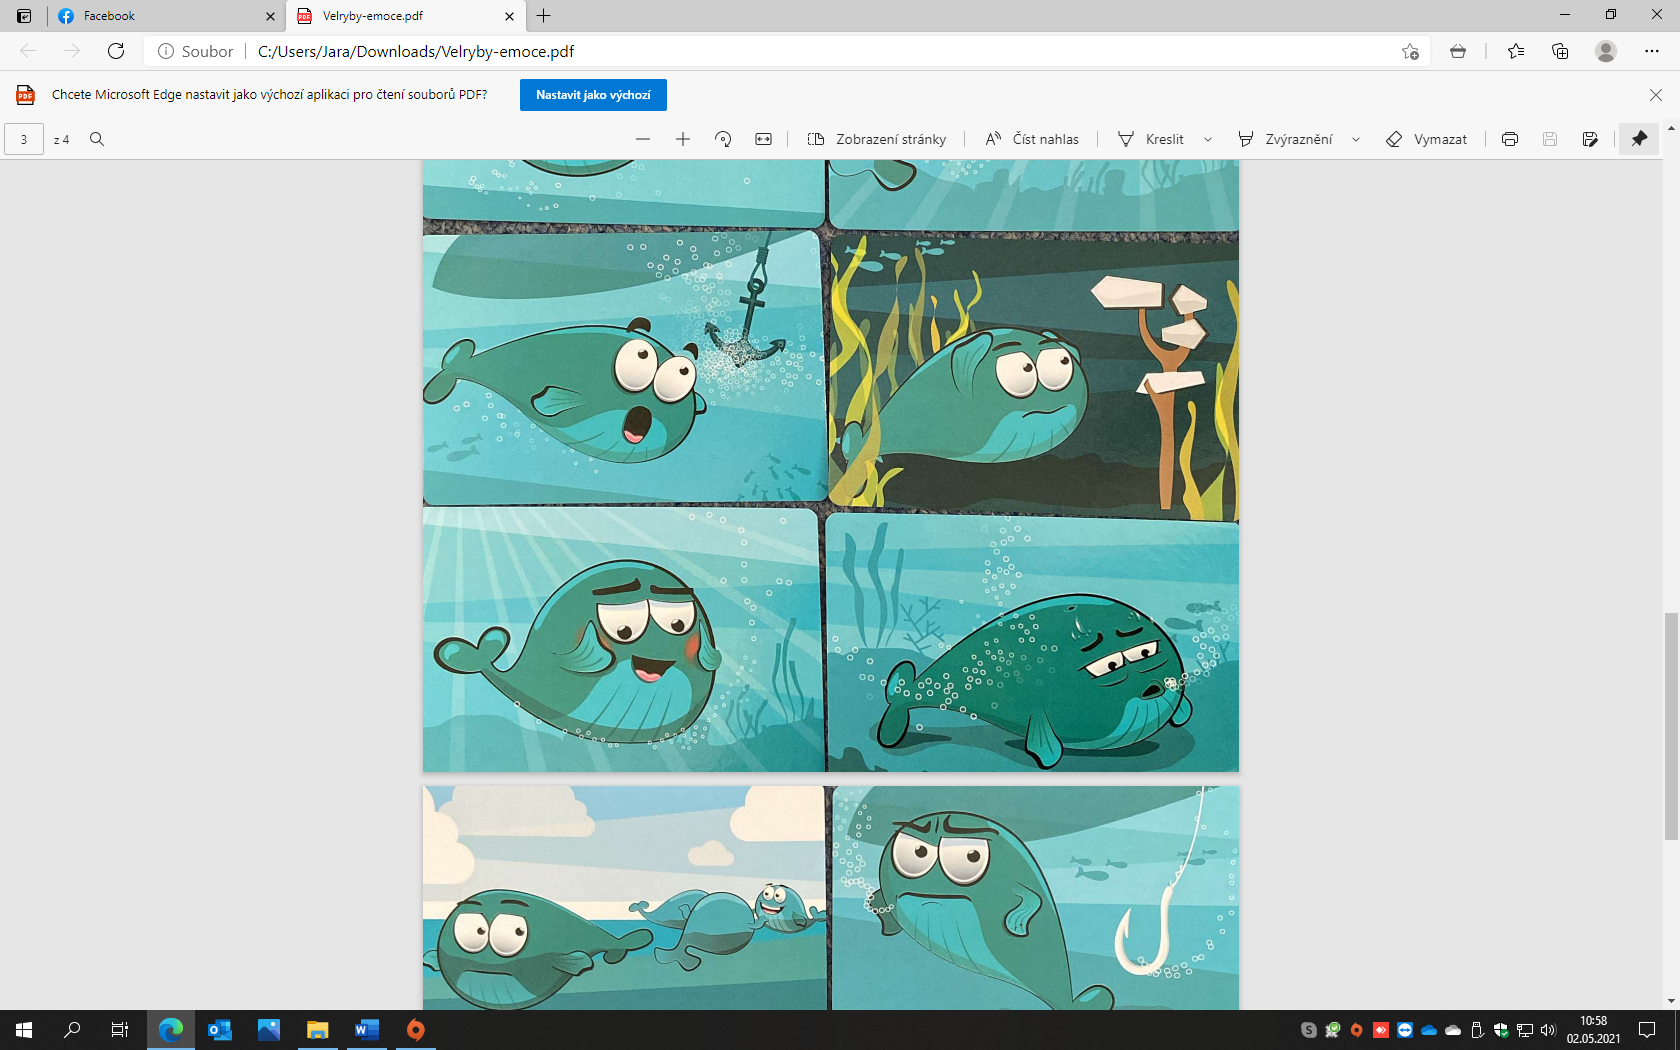 Facebook
Velryby-emoce.pdf
Soubor
C:/Users/Jara/Downloads/Velryby-emoce.pdf
Chcete Microsoft Edge nastavit jako výchozí aplikaci pro čtení souborů PDF?
Nastavit jako výchozí
3 z 4
Zobrazení stránky
Číst nahlas
Kreslit
Zvýraznění
Vymazat
10:58
02.05.2021